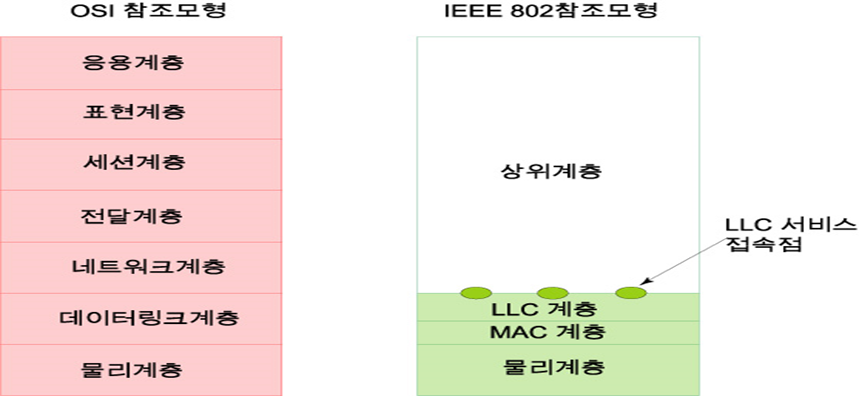 OSI 참조모형
응용계층
표현계층
세션계층
전달계층
네트워크계층
데이터링크계층
물리계층
IEEE 802참조모형
상위계층
LLC 서비스
접속점
LLC 계층
MAC 계층
물리계층